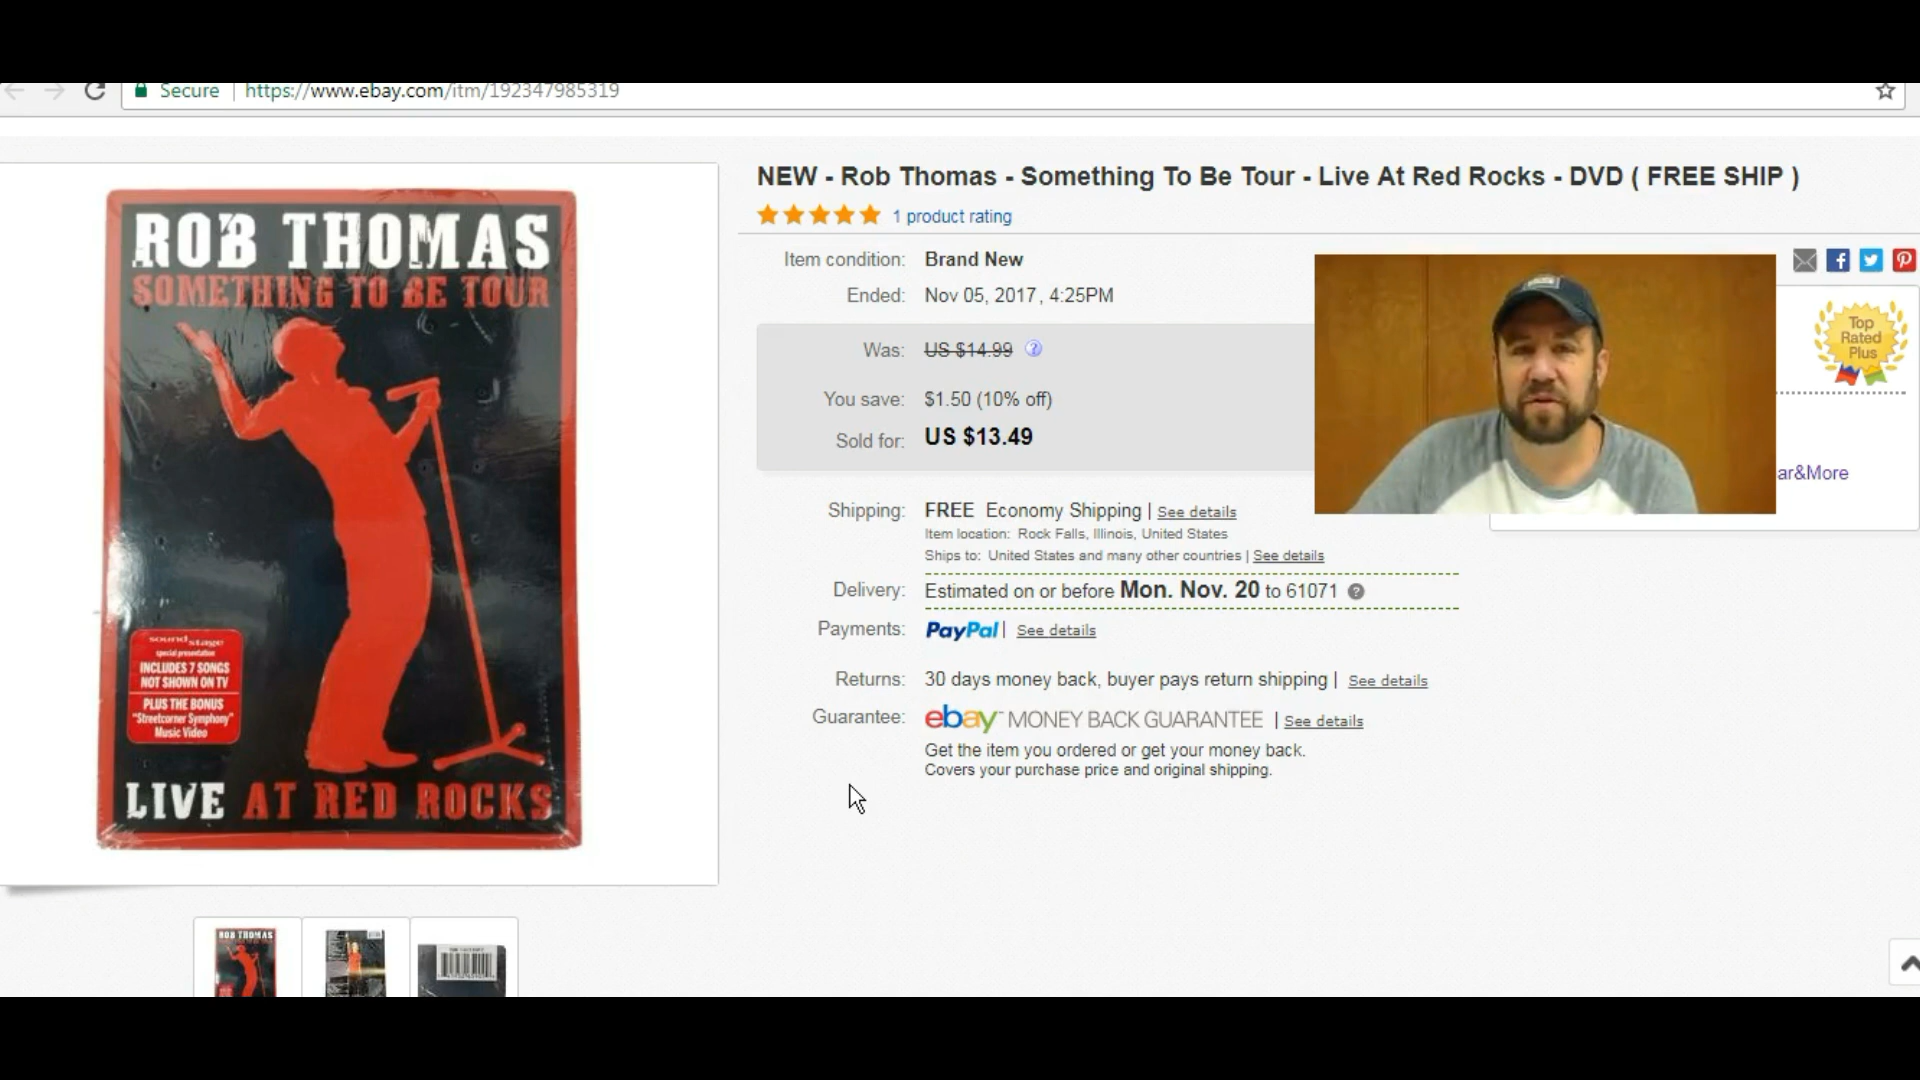 Secure https://www.ebay.com/itm/192347985319
NEW - Rob Thomas - Something To Be Tour - Live At Red Rocks - DVD ( FREE SHIP )
1 product rating
Item condition: Brand New
Ended: Nov 05, 2017, 4:25PM
Was: US $14.99
You save: $1.50 (10% off)
Sold for: US $13.49
Top
Rated
Plus
ar&More
Shipping: FREE Economy Shipping | See details
Item location: Rock Falls, Illinois, United States
Ships to: United States and many other countries | See details
Delivery: Estimated on or before Mon. Nov. 20 to 61071
Payments: PayPal | See details
Returns: 30 days money back, buyer pays return shipping | See details
Guarantee: ebay MONEY BACK GUARANTEE | See details
Get the item you ordered or get your money back.
Covers your purchase price and original shipping.
ROB THOMAS
SOMETHING TO BE TOUR
soundstage
special presentation
INCLUDES 7 SONGS
NOT SHOWN ON TV
PLUS THE BONUS
"Streetcorner Symphony"
Music Video
LIVE AT RED ROCKS
ROB THOMAS